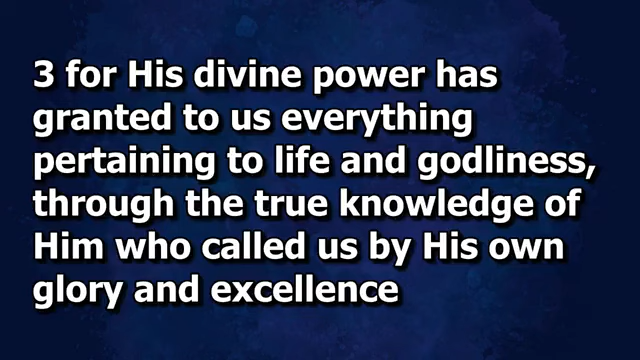 3 for His divine power has
granted to us everything
pertaining to life and godliness,
through the true knowledge of
Him who called us by His own
glory and excellence